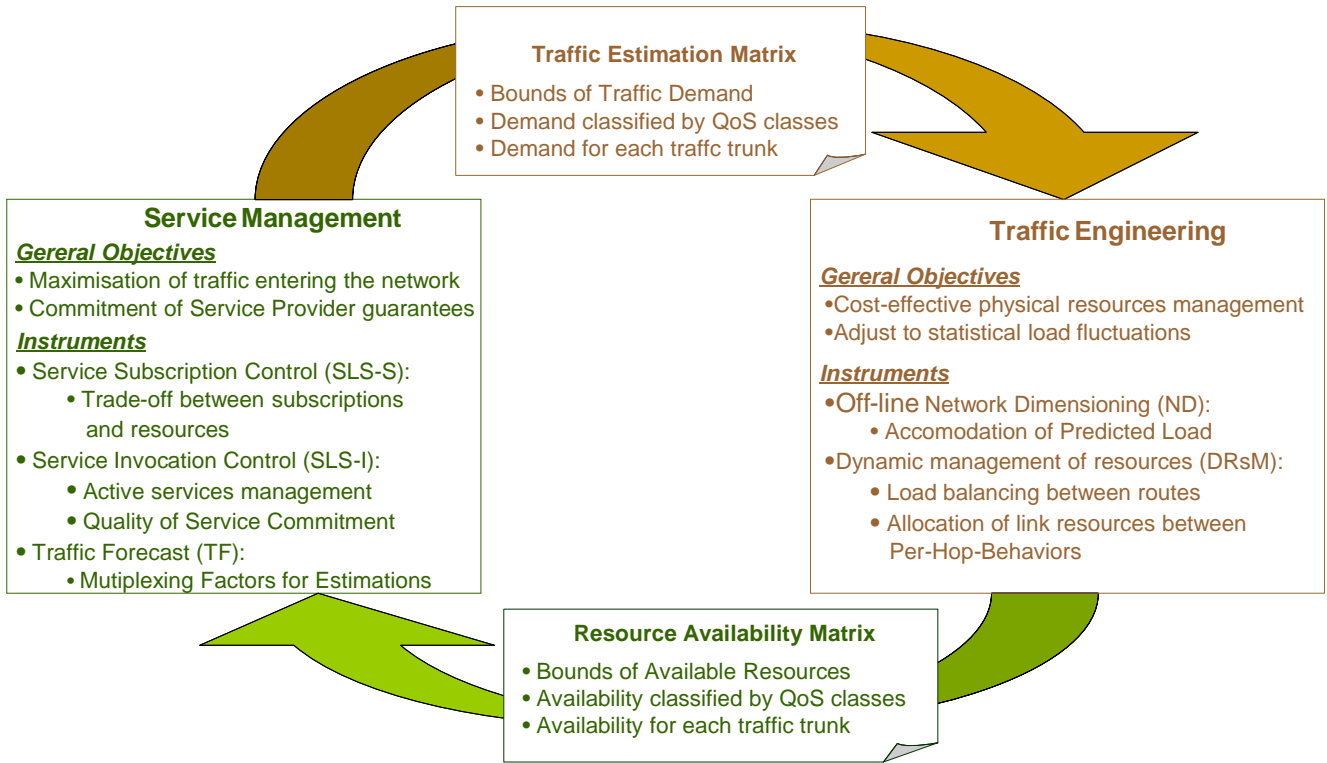 Traffic Estimation Matrix
• Bounds of Traffic Demand
• Demand classified by QoS classes
• Demand for each traffc trunk
Service Management
Gereral Objectives
• Maximisation of traffic entering the network
• Commitment of Service Provider guarantees
Instruments
• Service Subscription Control (SLS-S):
• Trade-off between subscriptions
and resources
• Service Invocation Control (SLS-I):
• Active services management
• Quality of Service Commitment
• Traffic Forecast (TF):
• Mutiplexing Factors for Estimations
Traffic Engineering
Gereral Objectives
•Cost-effective physical resources management
•Adjust to statistical load fluctuations
Instruments
•Off-line Network Dimensioning (ND):
• Accomodation of Predicted Load
•Dynamic management of resources (DRsM):
• Load balancing between routes
• Allocation of link resources between
Per-Hop-Behaviors
Resource Availability Matrix
• Bounds of Available Resources
• Availability classified by QoS classes
• Availability for each traffic trunk